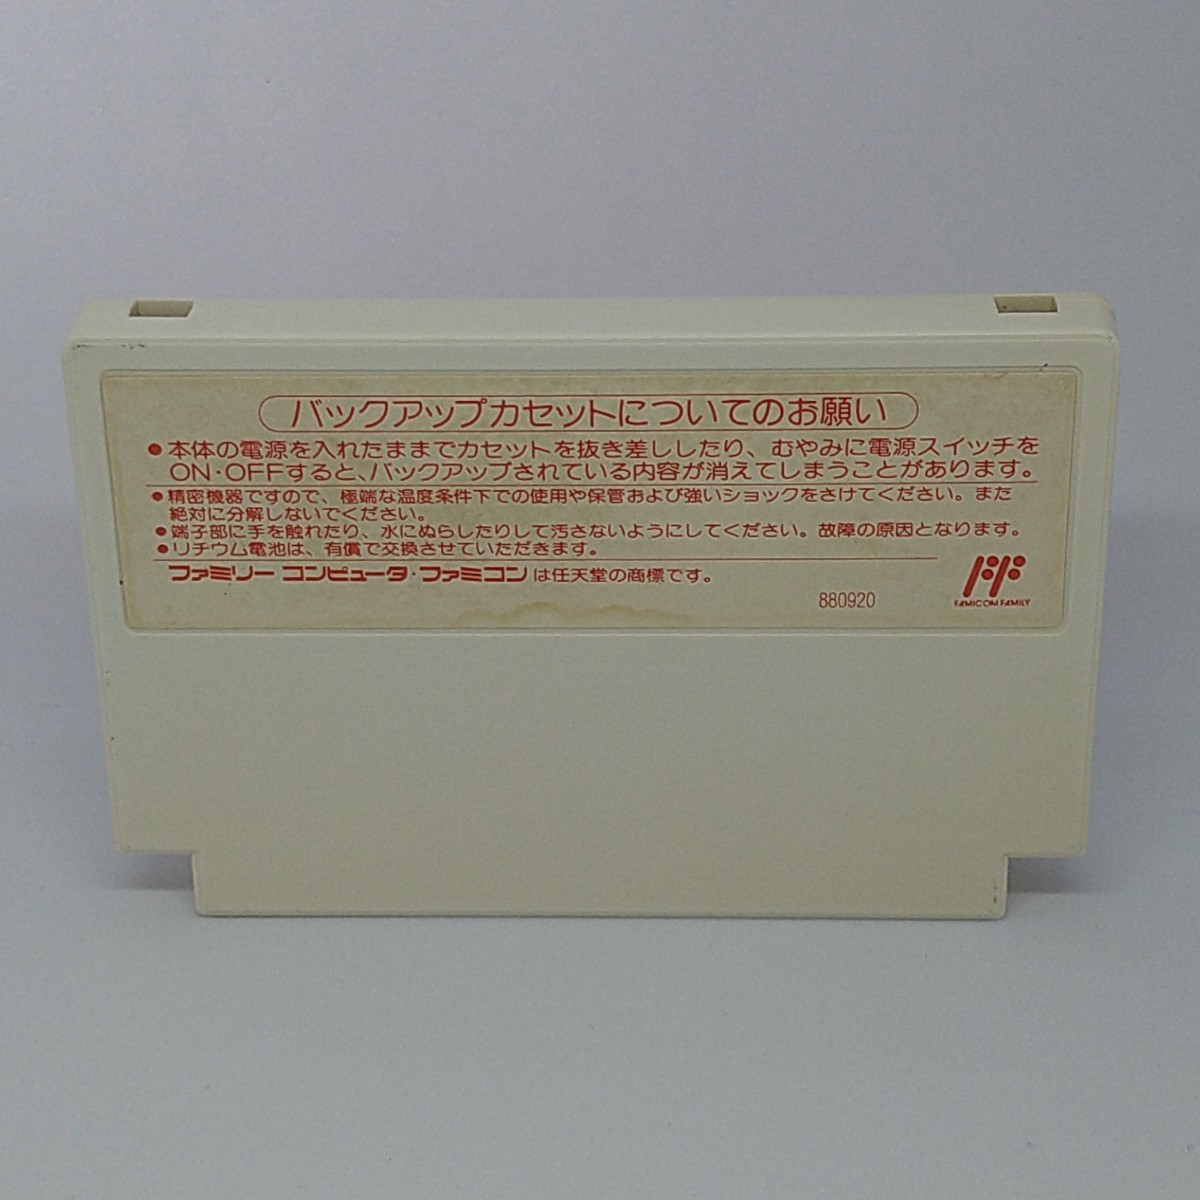 バックアップカセットについてのお願い
●本体の電源を入れたままでカセットを抜き差ししたり、むやみに電源スイッチを
ON・OFFすると、バックアップされている内容が消えてしまうことがあります。
●精密機器ですので、極端な温度条件下での使用や保管および強いショックをさけてください。また
絶対に分解しないでください。
●端子部に手を触れたり、水にぬらしたりして汚さないようにしてください。故障の原因となります。
●リチウム電池は、有償で交換させていただきます。
ファミリーコンピュータ・ファミコンは任天堂の商標です。
880920
FF
FAMICOM FAMILY